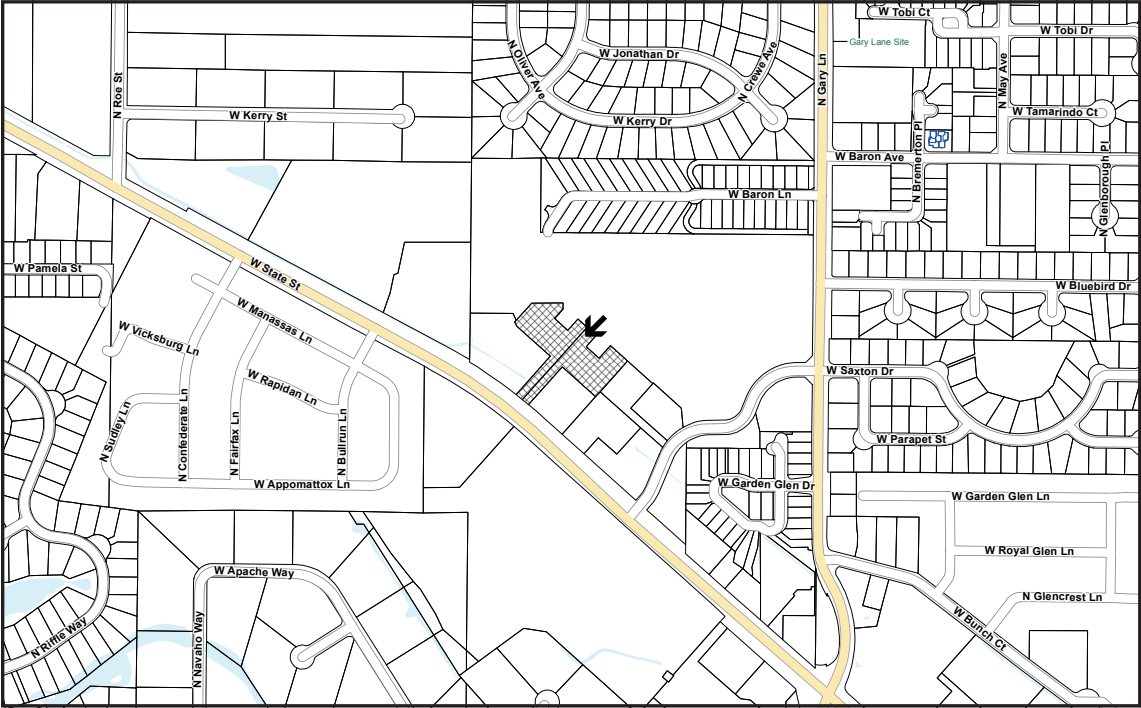 W Tobi Ct
W Tobi Dr
Gary Lane Site
N Oliver Ave
W Jonathan Dr
N Crewe Ave
N Gary Ln
N May Ave
N Roe St
W Kerry St
W Kerry Dr
W Tamarindo Ct
W Baron Ave
N Bremerton Pl
N Glenborough Pl
W Baron Ln
W Pamela St
W State St
W Bluebird Dr
W Manassas Ln
W Vicksburg Ln
W Rapidan Ln
W Saxton Dr
N Sudley Ln
N Confederate Ln
N Fairfax Ln
N Bullrun Ln
W Parapet St
W Appomattox Ln
W Garden Glen Dr
W Garden Glen Ln
W Royal Glen Ln
W Apache Way
N Glencrest Ln
N Riffle Way
N Navaho Way
W Bunch Ct